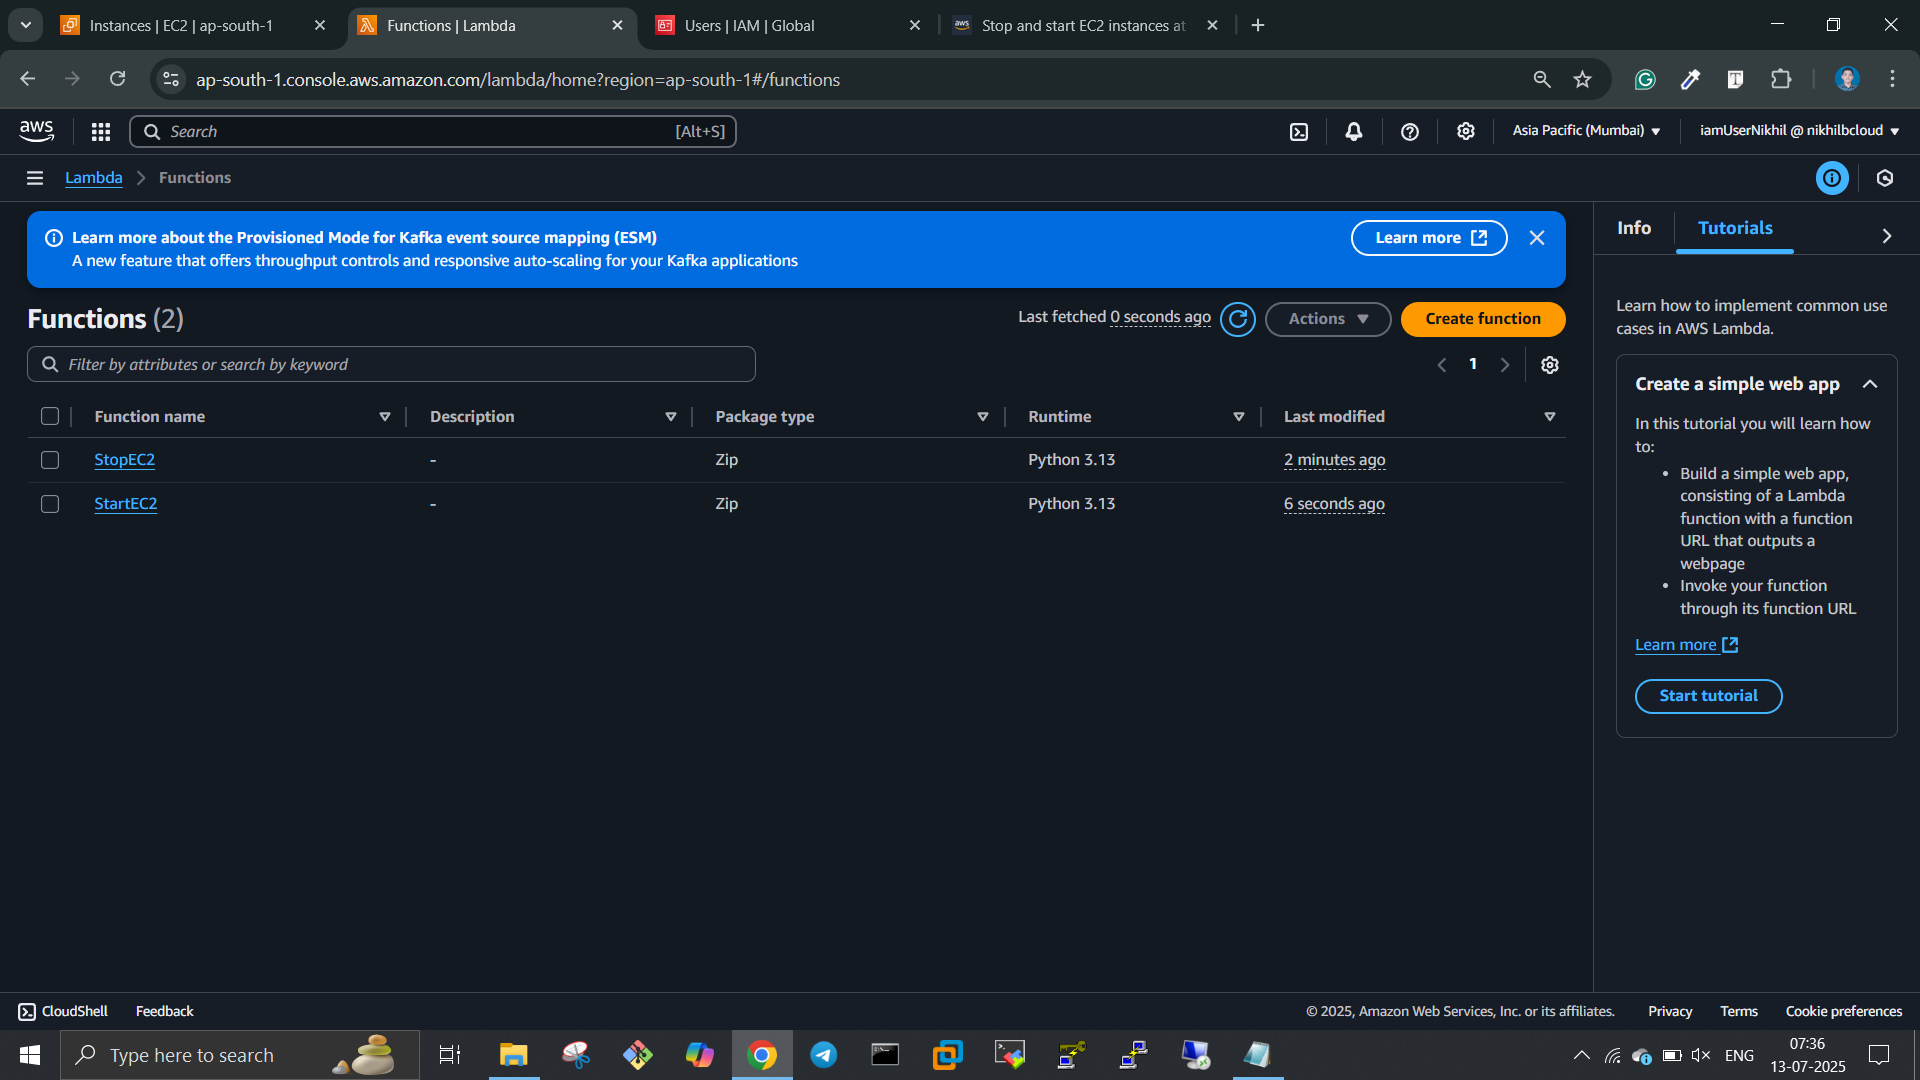 Instances | EC2 | ap-south-1
Functions | Lambda
Users | IAM | Global
Stop and start EC2 instances at
ap-south-1.console.aws.amazon.com/lambda/home?region=ap-south-1#/functions
aws
Search
[Alt+S]
Asia Pacific (Mumbai)
iamUserNikhil @ nikhilbcloud
Lambda
Functions
Learn more about the Provisioned Mode for Kafka event source mapping (ESM)
A new feature that offers throughput controls and responsive auto-scaling for your Kafka applications
Learn more
Functions (2)
Last fetched 0 seconds ago
Actions
Create function
Filter by attributes or search by keyword
1
Function name
Description
Package type
Runtime
Last modified
StopEC2
-
Zip
Python 3.13
2 minutes ago
StartEC2
-
Zip
Python 3.13
6 seconds ago
Info
Tutorials
Learn how to implement common use
cases in AWS Lambda.
Create a simple web app
In this tutorial you will learn how
to:
• Build a simple web app,
consisting of a Lambda
function with a function
URL that outputs a
webpage
• Invoke your function
through its function URL
Learn more
Start tutorial
CloudShell
Feedback
© 2025, Amazon Web Services, Inc. or its affiliates.
Privacy
Terms
Cookie preferences
Type here to search
ENG
07:36
13-07-2025